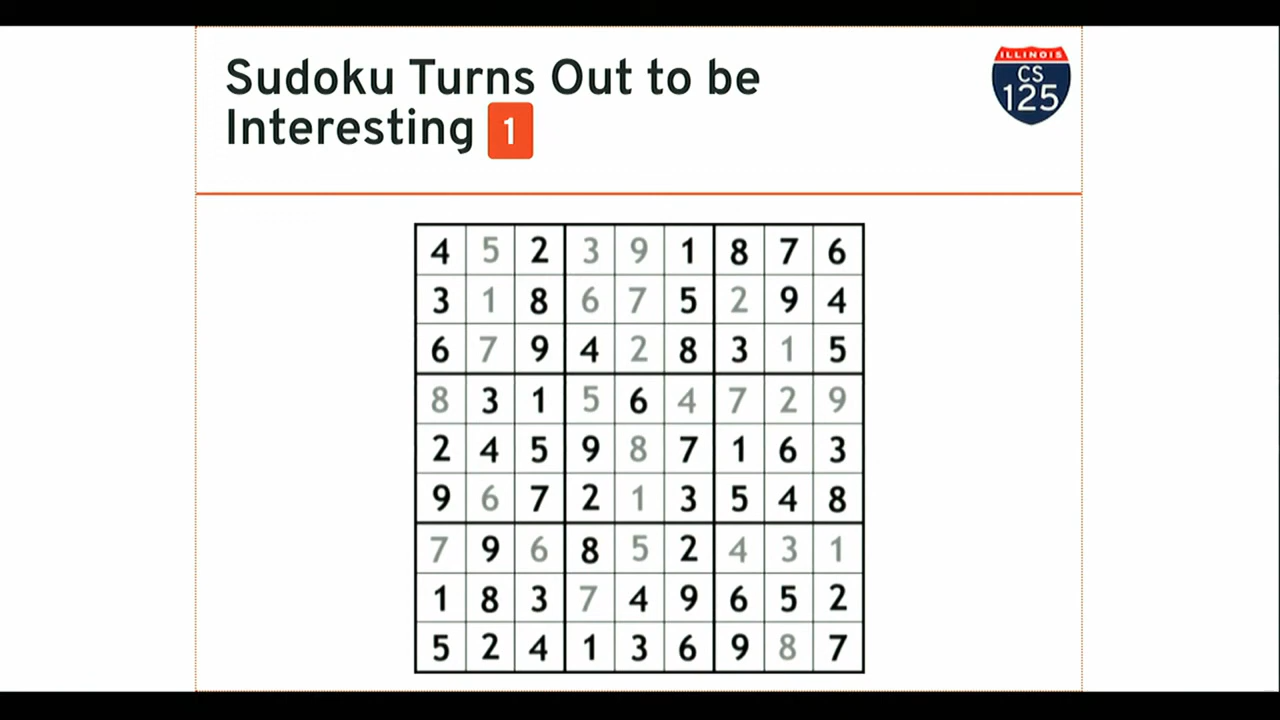 Sudoku Turns Out to be
Interesting 1
ILLINOIS
CS
125
4 5 2 3 9 1 8 7 6
3 1 8 6 7 5 2 9 4
6 7 9 4 2 8 3 1 5
8 3 1 5 6 4 7 2 9
2 4 5 9 8 7 1 6 3
9 6 7 2 1 3 5 4 8
7 9 6 8 5 2 4 3 1
1 8 3 7 4 9 6 5 2
5 2 4 1 3 6 9 8 7